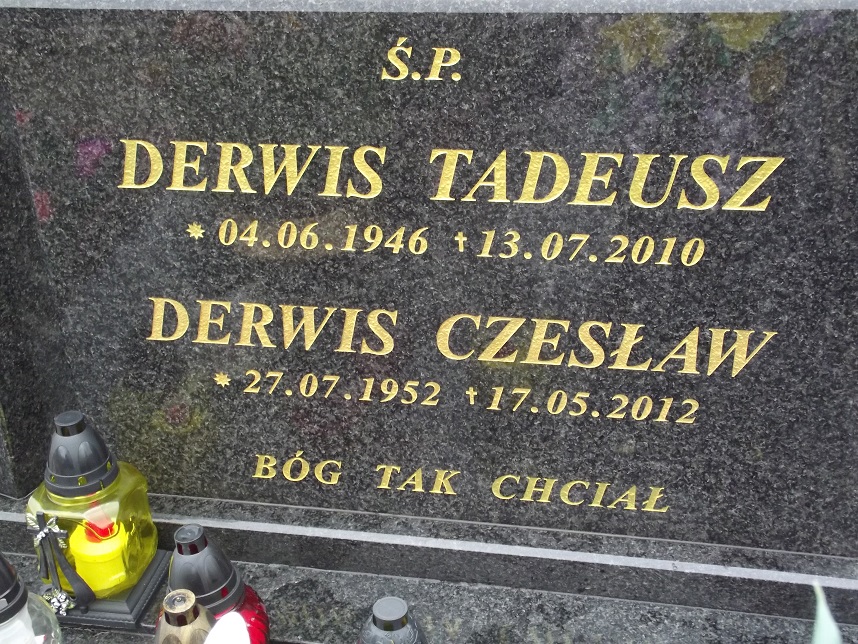 Ś.P.
DERWIS TADEUSZ
* 04.06.1946 † 13.07.2010
DERWIS CZESŁAW
* 27.07.1952 † 17.05.2012
BÓG TAK CHCIAŁ